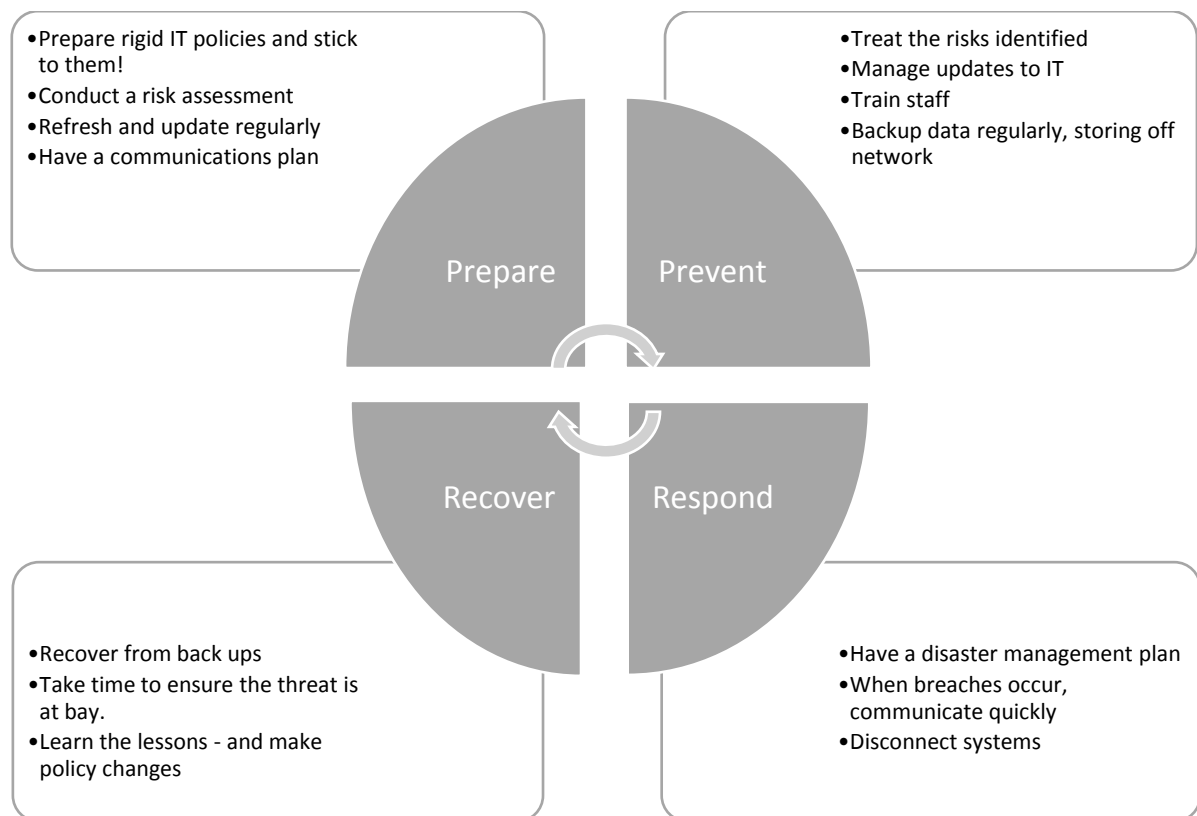 •Prepare rigid IT policies and stick
to them!
•Conduct a risk assessment
•Refresh and update regularly
•Have a communications plan
•Treat the risks identified
•Manage updates to IT
•Train staff
•Backup data regularly, storing off
network
Prepare
Prevent
Recover
Respond
•Recover from back ups
•Take time to ensure the threat is
at bay.
•Learn the lessons - and make
policy changes
•Have a disaster management plan
•When breaches occur,
communicate quickly
•Disconnect systems